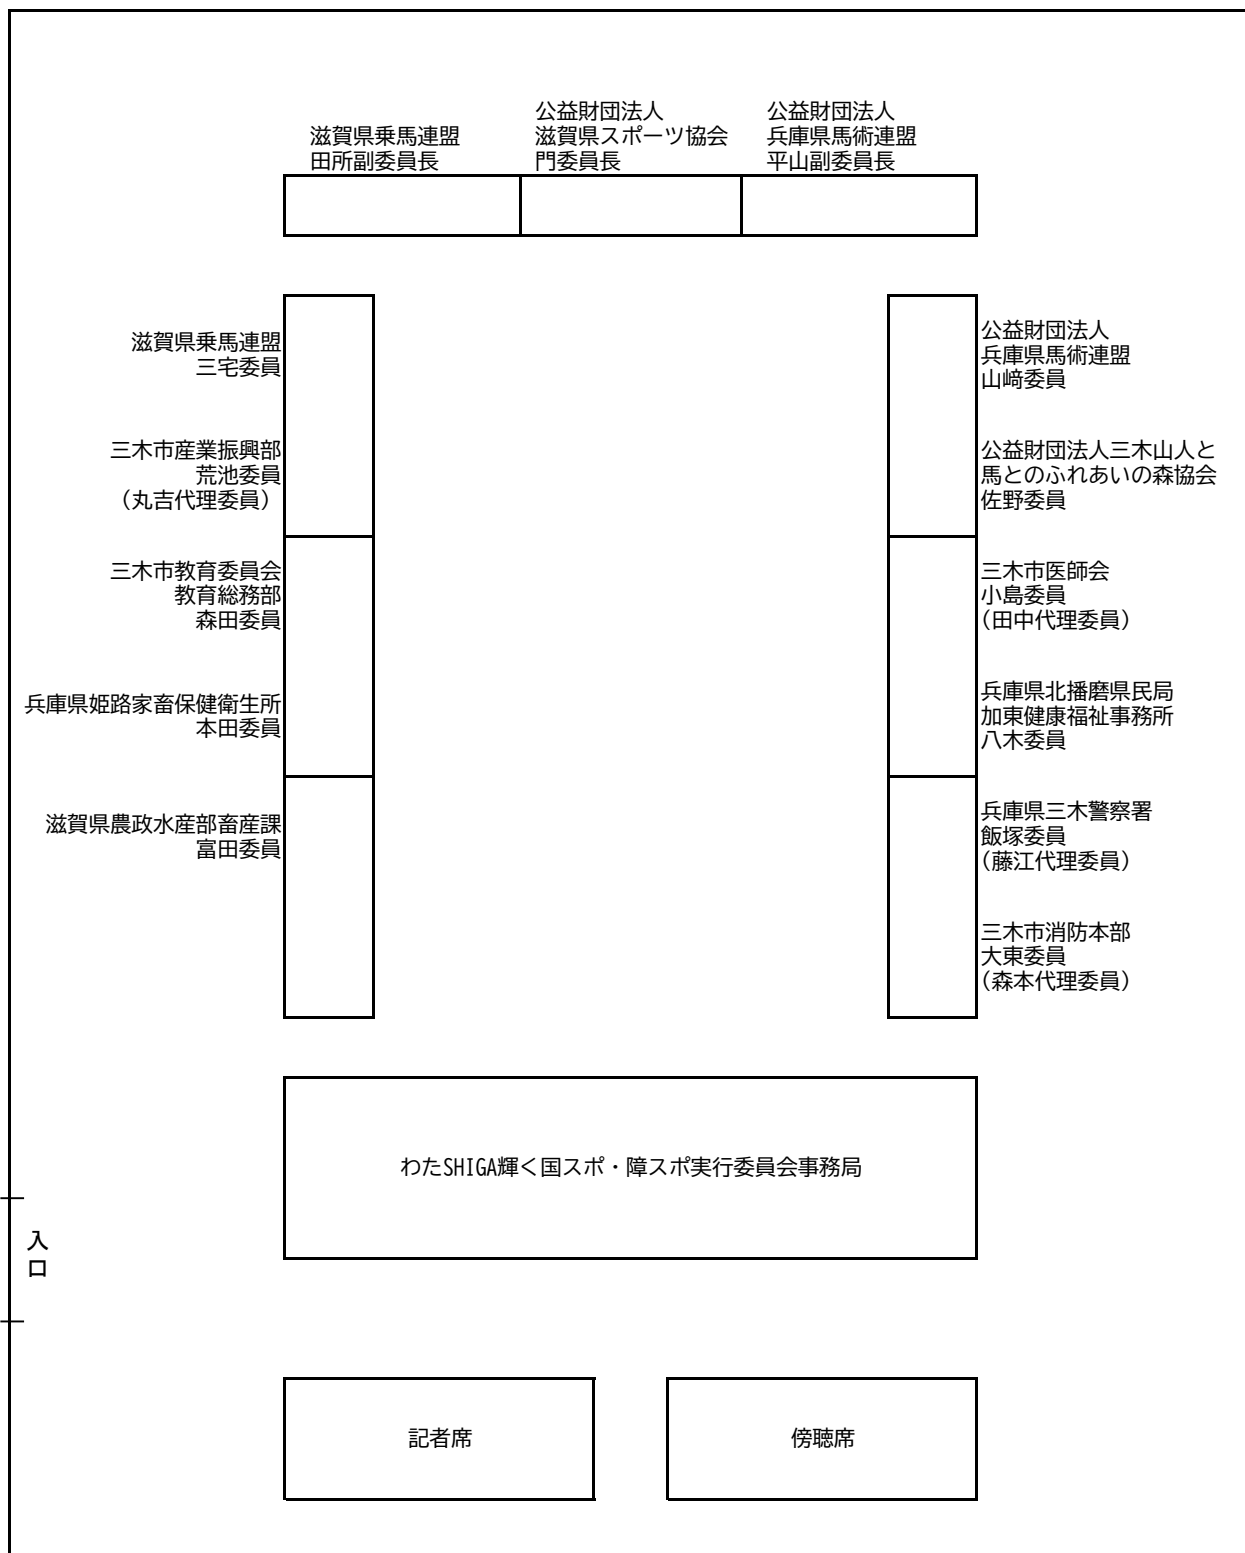 滋賀県乗馬連盟
田所副委員長
公益財団法人
滋賀県スポーツ協会
門委員長
公益財団法人
兵庫県馬術連盟
平山副委員長
滋賀県乗馬連盟
三宅委員
三木市産業振興部
荒池委員
（丸吉代理委員）
三木市教育委員会
教育総務部
森田委員
兵庫県姫路家畜保健衛生所
本田委員
滋賀県農政水産部畜産課
富田委員
公益財団法人
兵庫県馬術連盟
山﨑委員
公益財団法人三木山人と
馬とのふれあいの森協会
佐野委員
三木市医師会
小島委員
（田中代理委員）
兵庫県北播磨県民局
加東健康福祉事務所
八木委員
兵庫県三木警察署
飯塚委員
（藤江代理委員）
三木市消防本部
大東委員
（森本代理委員）
わたSHIGA輝く国スポ・障スポ実行委員会事務局
入口
記者席
傍聴席